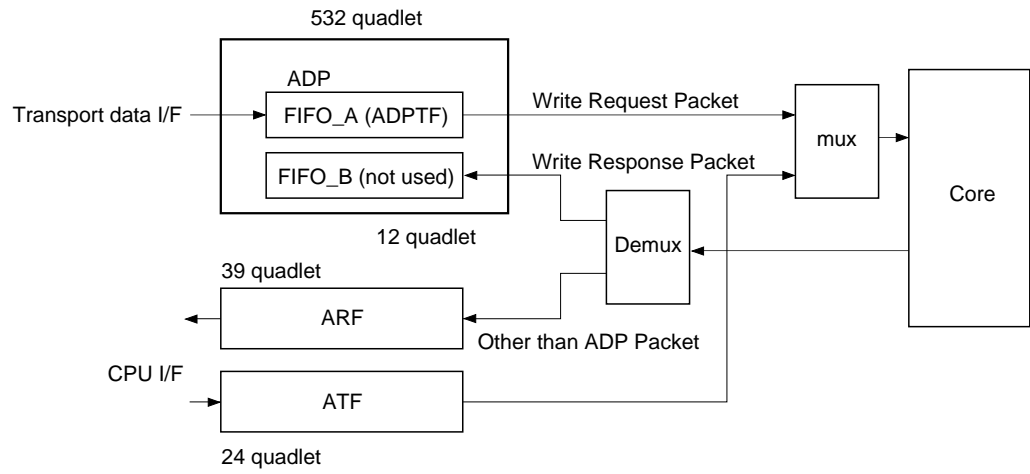 532 quadlet
ADP
Transport data I/F
FIFO_A (ADPTF)
Write Request Packet
mux
Core
FIFO_B (not used)
Write Response Packet
12 quadlet
Demux
39 quadlet
ARF
Other than ADP Packet
CPU I/F
ATF
24 quadlet